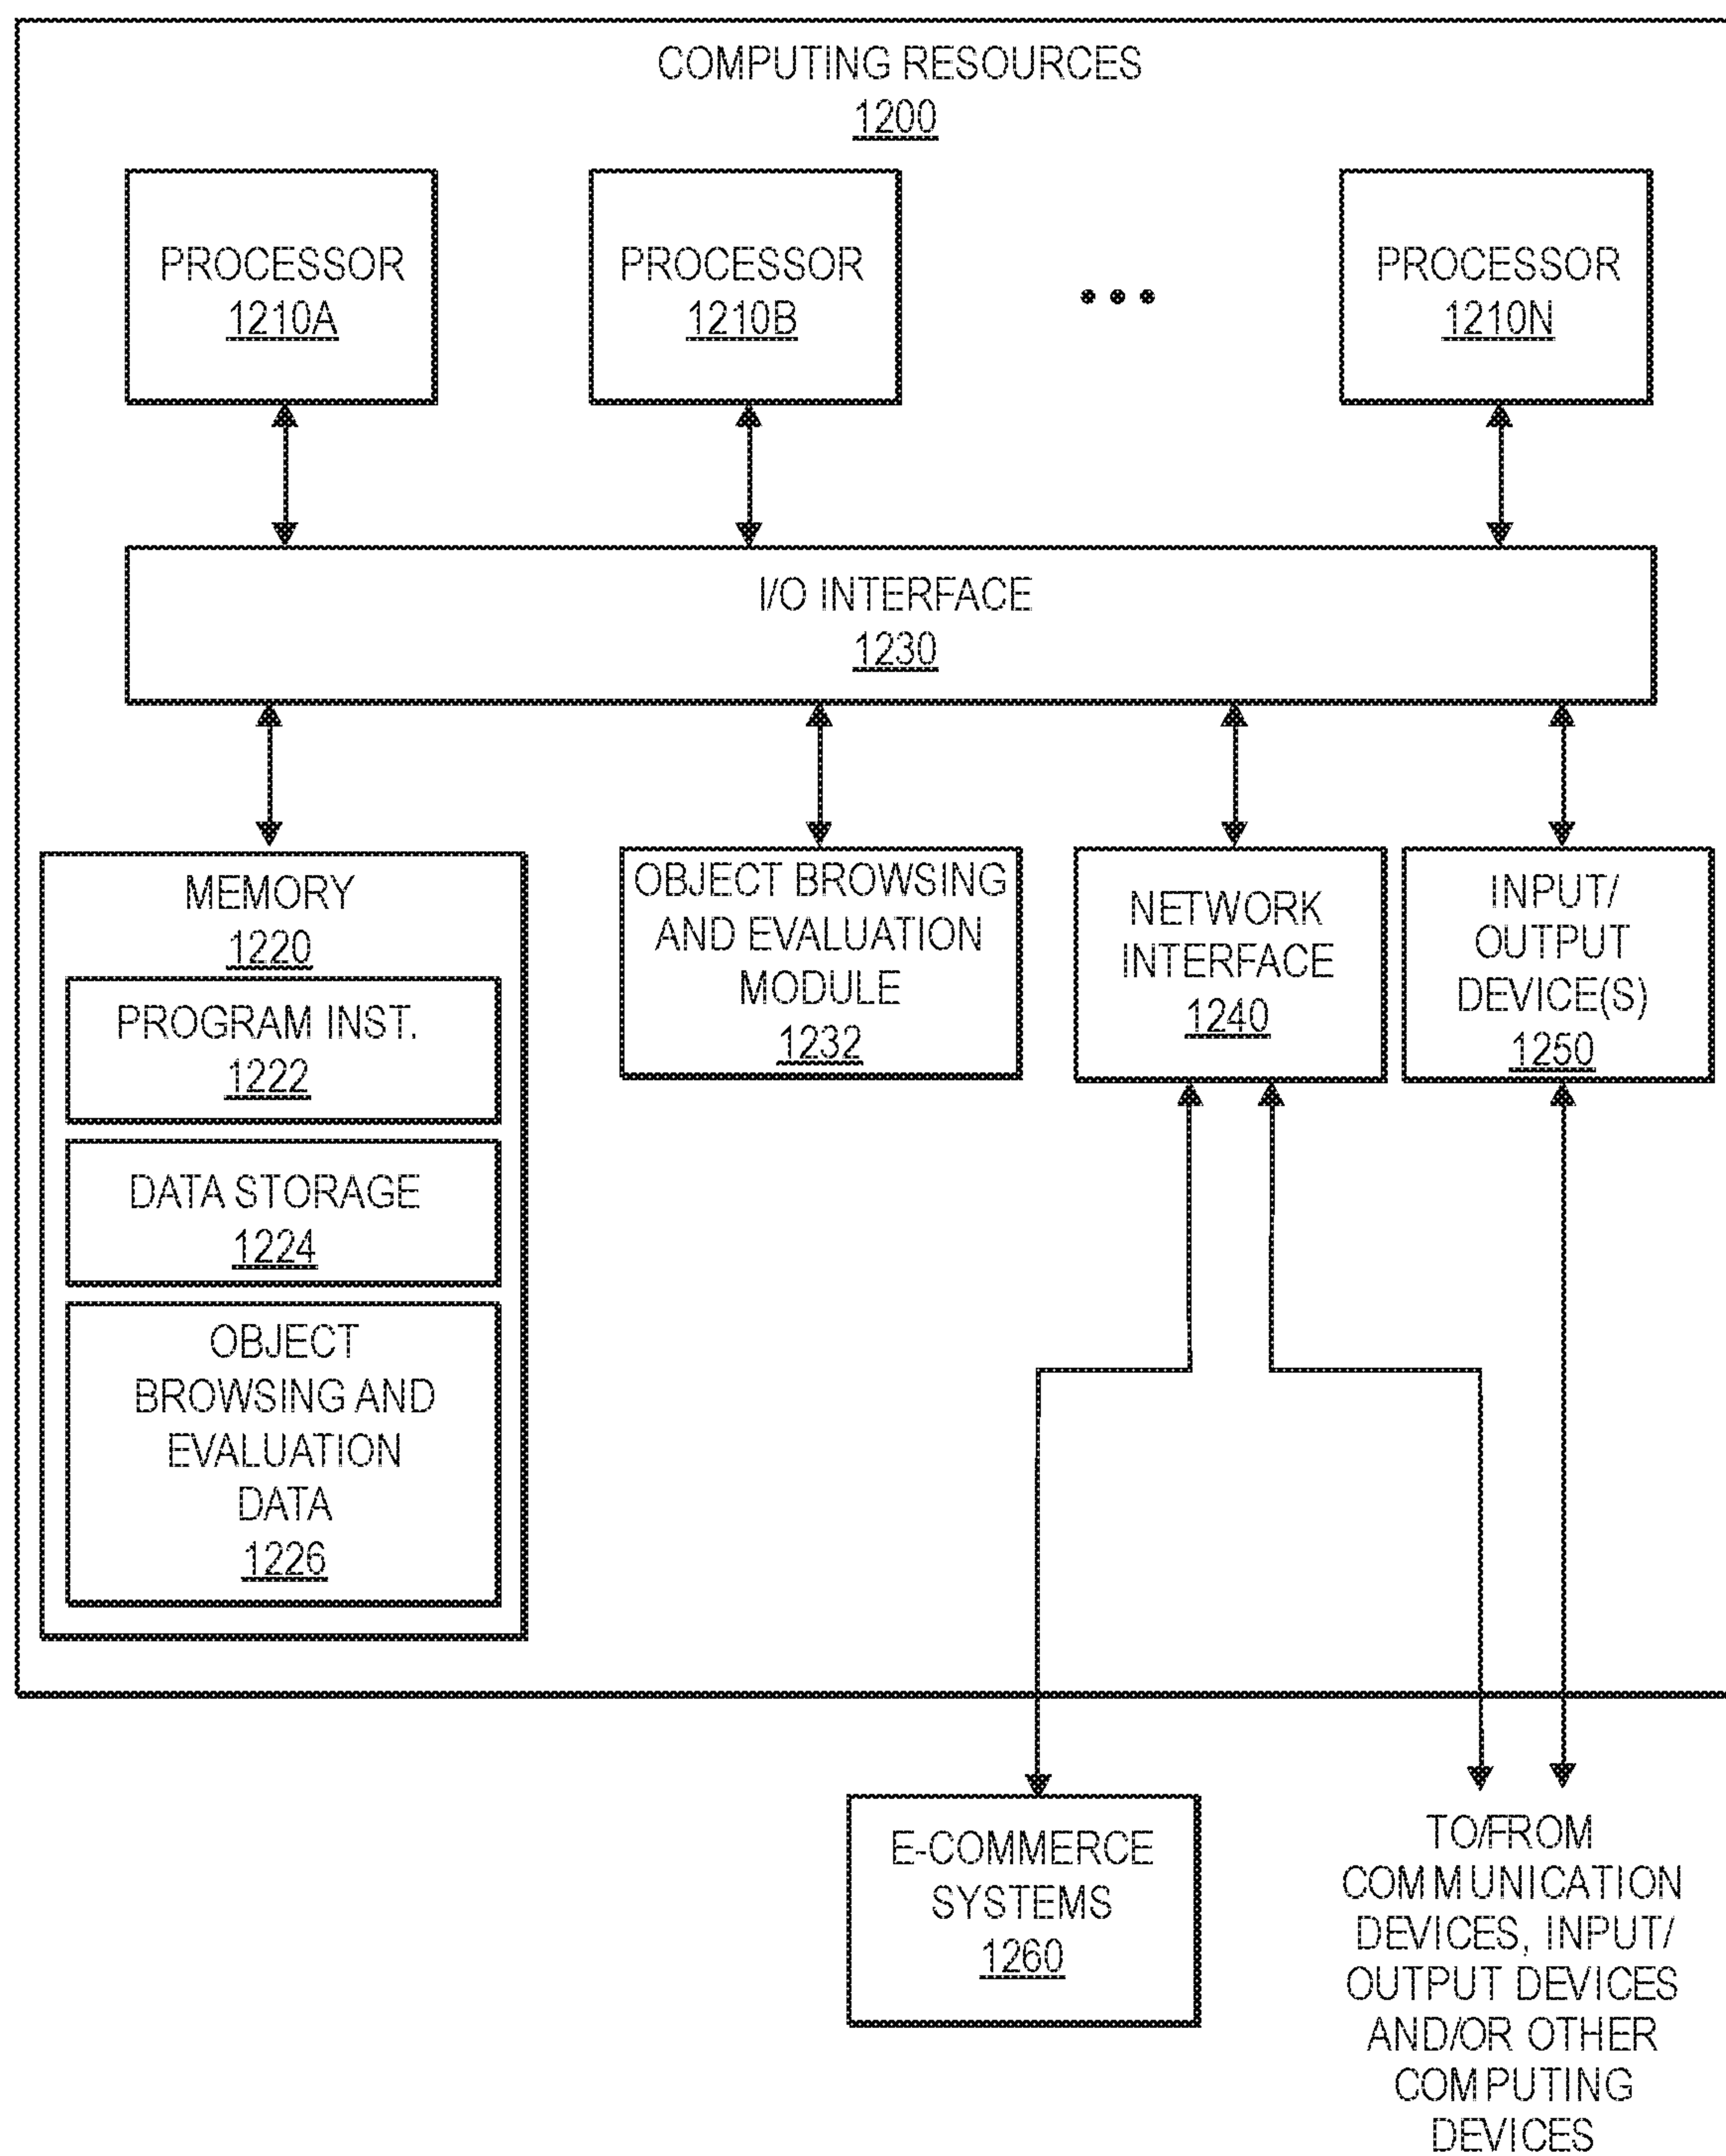 COMPUTING RESOURCES
1200
PROCESSOR
1210A
PROCESSOR
1210B
PROCESSOR
1210N
I/O INTERFACE
1230
MEMORY
1220
PROGRAM INST.
1222
DATA STORAGE
1224
OBJECT
BROWSING AND
EVALUATION
DATA
1226
OBJECT BROWSING
AND EVALUATION
MODULE
1232
NETWORK
INTERFACE
1240
INPUT/
OUTPUT
DEVICE(S)
1250
E-COMMERCE
SYSTEMS
1260
TO/FROM
COMMUNICATION
DEVICES, INPUT/
OUTPUT DEVICES
AND/OR OTHER
COMPUTING
DEVICES